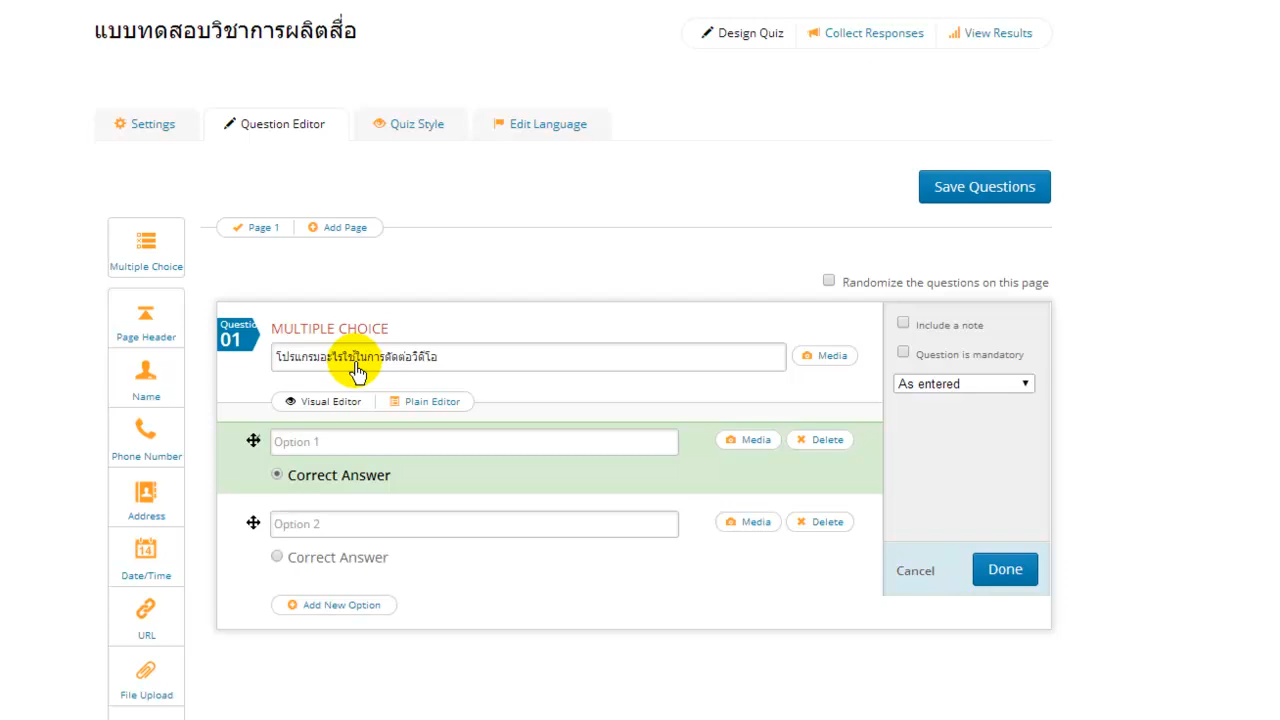 แบบทดสอบวิชาการผลิตสื่อ
Design Quiz Collect Responses View Results
Settings Question Editor Quiz Style Edit Language
Save Questions
Page 1 Add Page
Multiple Choice
Randomize the questions on this page
Page Header
Name
Phone Number
Address
Date/Time
14
URL
File Upload
Questio
01
MULTIPLE CHOICE
โปรแกรมอะไรใช้ในการตัดต่อวีดีโอ
Media
Visual Editor Plain Editor
Option 1
Media Delete
Correct Answer
Option 2
Media Delete
Correct Answer
Add New Option
Include a note
Question is mandatory
As entered
Cancel Done